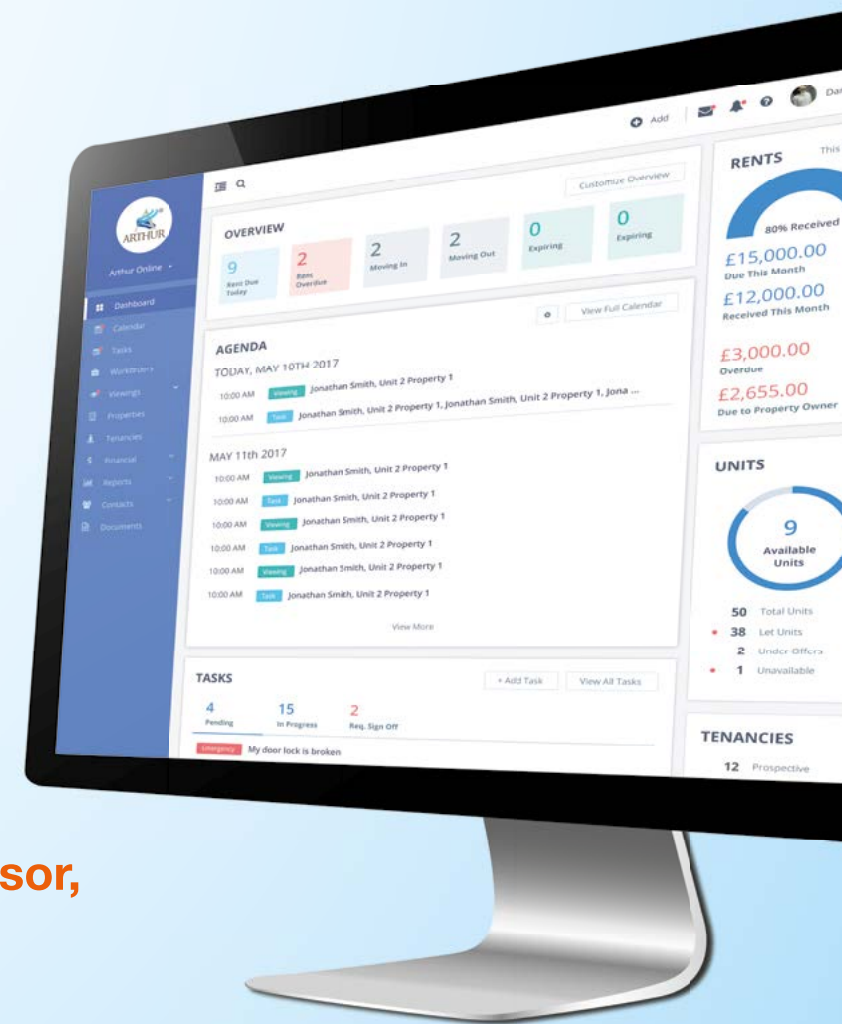 Add
Dar
ARTHUR
Arthur Online
Dashboard
Calendar
Tasks
Workorders
Viewings
Properties
Tenancies
Financial
Reports
Contacts
Documents
OVERVIEW
Customize Overview
9
Rent Due
Today
2
Rens
Overdue
2
Moving In
2
Moving Out
0
Expiring
0
Expiring
AGENDA
View Full Calendar
TODAY, MAY 10TH 2017
10:00 AM Viewing Jonathan Smith, Unit 2 Property 1
10:00 AM Task Jonathan Smith, Unit 2 Property 1, Jonathan Smith, Unit 2 Property 1, Jona ...
MAY 11th 2017
10:00 AM Viewing Jonathan Smith, Unit 2 Property 1
10:00 AM Task Jonathan Smith, Unit 2 Property 1
10:00 AM Viewing Jonathan Smith, Unit 2 Property 1
10:00 AM Task Jonathan Smith, Unit 2 Property 1
10:00 AM Viewing Jonathan Smith, Unit 2 Property 1
10:00 AM Task Jonathan Smith, Unit 2 Property 1
View More
TASKS
+ Add Task View All Tasks
4
Pending
15
In Progress
2
Req. Sign Off
Emergency My door lock is broken
RENTS This
80% Received
£15,000.00
Due This Month
£12,000.00
Received This Month
£3,000.00
Overdue
£2,655.00
Due to Property Owner
UNITS
9
Available
Units
50 Total Units
38 Let Units
2 Under Offers
1 Unavailable
TENANCIES
12 Prospective
sor,